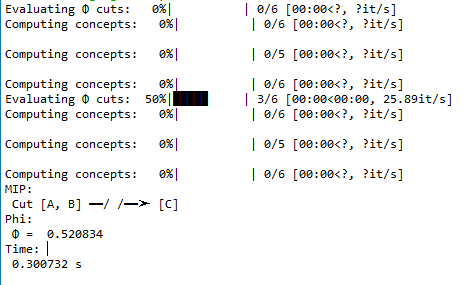 Evaluating Φ cuts:   0%|          | 0/6 [00:00<?, ?it/s]
Computing concepts:   0%|          | 0/6 [00:00<?, ?it/s]
Computing concepts:   0%|          | 0/5 [00:00<?, ?it/s]
Computing concepts:   0%|          | 0/6 [00:00<?, ?it/s]
Evaluating Φ cuts:  50%|█████     | 3/6 [00:00<00:00, 25.89it/s]
Computing concepts:   0%|          | 0/6 [00:00<?, ?it/s]
Computing concepts:   0%|          | 0/5 [00:00<?, ?it/s]
Computing concepts:   0%|          | 0/6 [00:00<?, ?it/s]
MIP:
Cut [A, B] ━━/ /━━➤ [C]
Phi:
Φ =  0.520834
Time:
0.300732 s